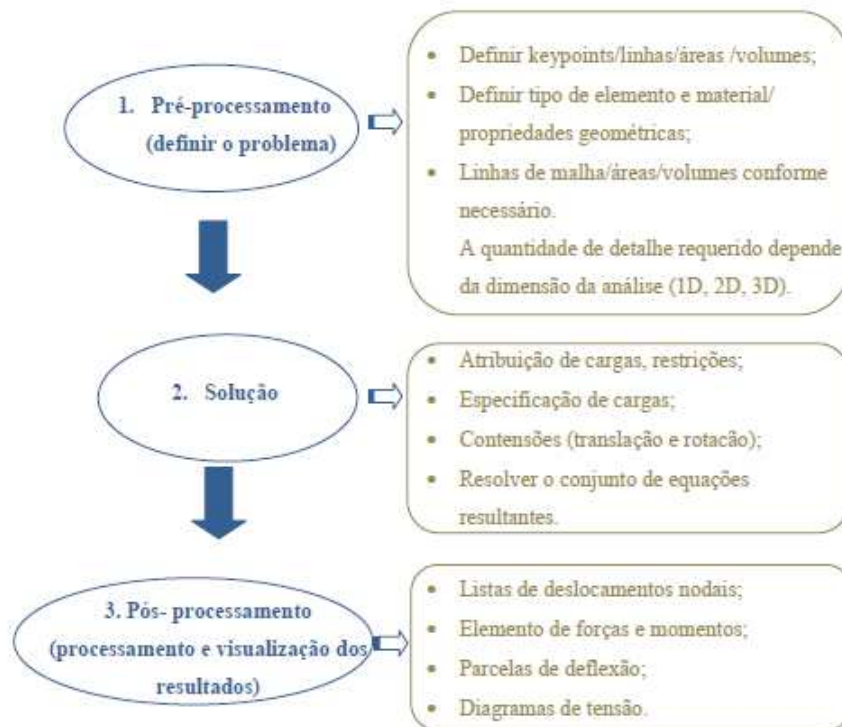 1. Pré-processamento
(definir o problema)
• Definir keypoints/linhas/áreas /volumes;
• Definir tipo de elemento e material/
propriedades geométricas;
• Linhas de malha/áreas/volumes conforme
necessário.
A quantidade de detalhe requerido depende
da dimensão da análise (1D, 2D, 3D).
2. Solução
• Atribuição de cargas, restrições;
• Especificação de cargas;
• Contensões (translação e rotacão);
• Resolver o conjunto de equações
resultantes.
3. Pós- processamento
(processamento e visualização dos
resultados)
• Listas de deslocamentos nodais;
• Elemento de forças e momentos;
• Parcelas de deflexão;
• Diagramas de tensão.